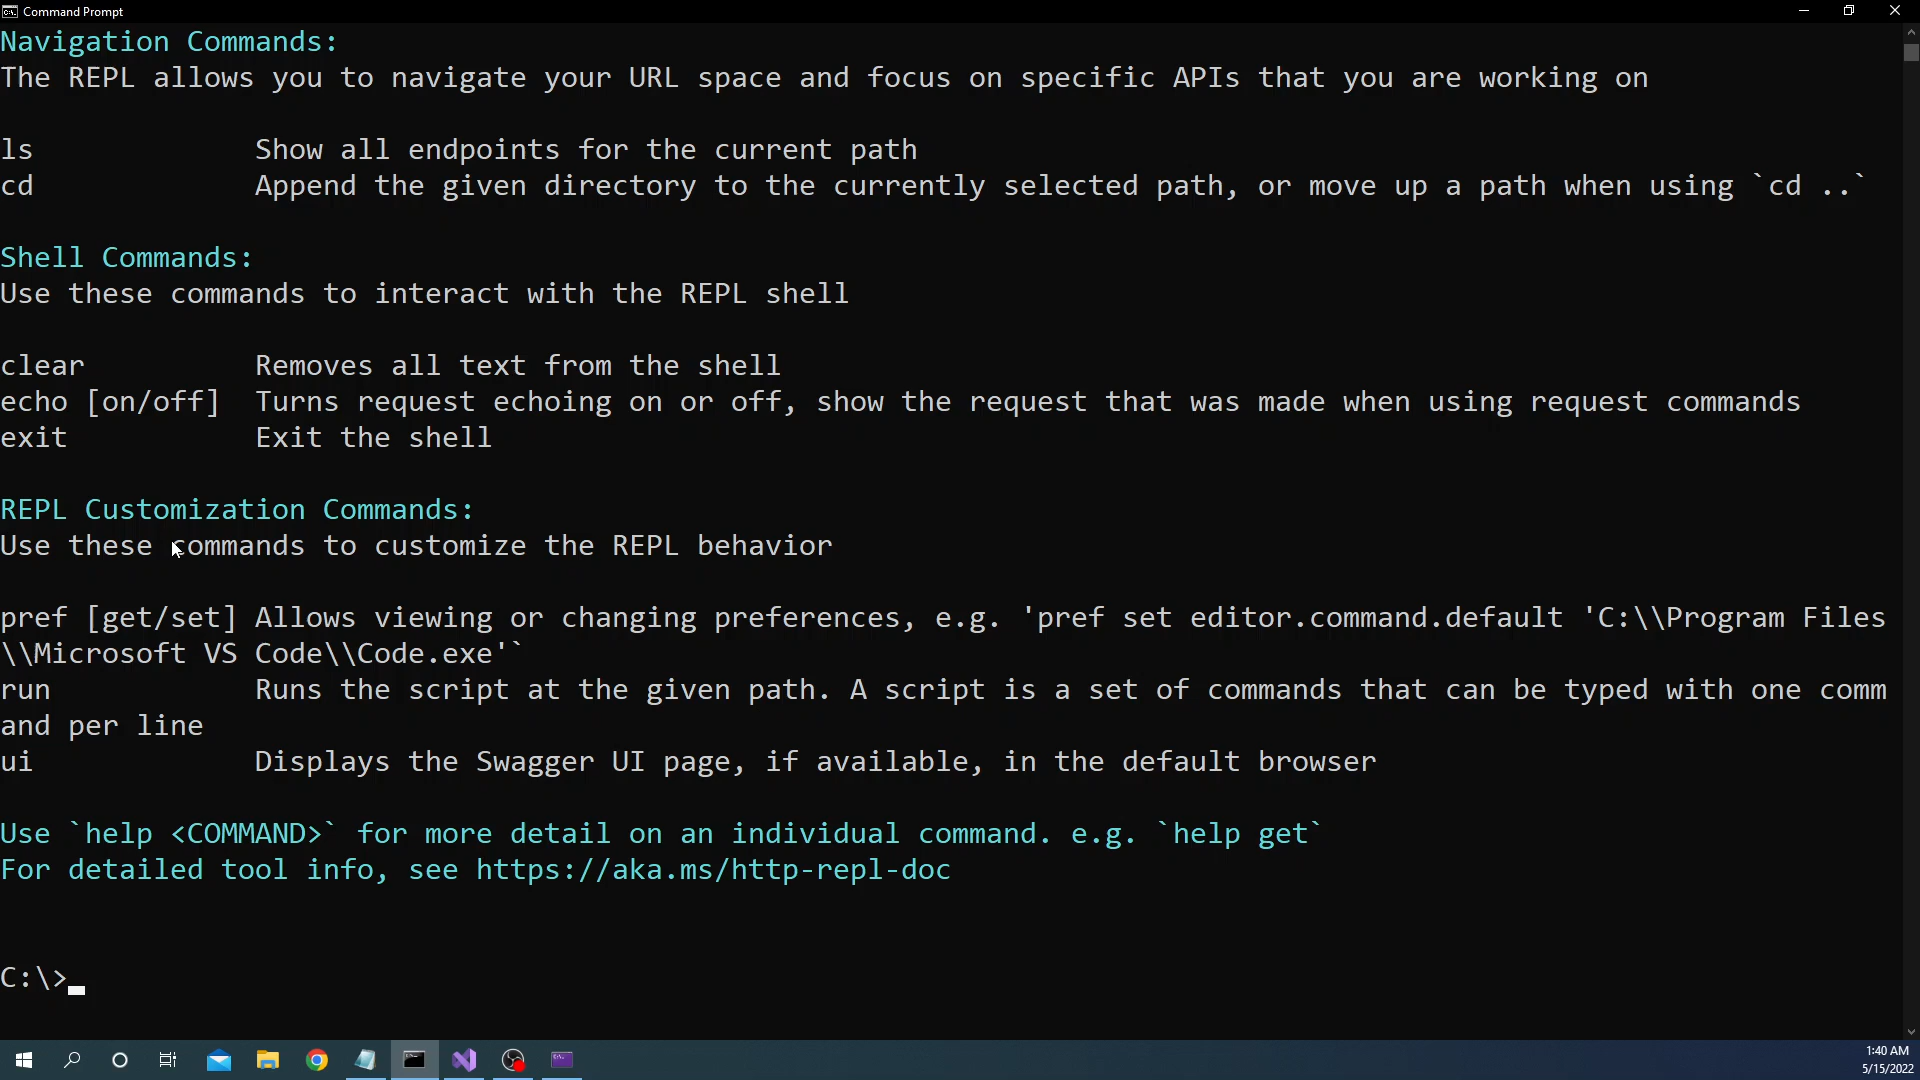 Command Prompt
Navigation Commands:
The REPL allows you to navigate your URL space and focus on specific APIs that you are working on
ls Show all endpoints for the current path
cd Append the given directory to the currently selected path, or move up a path when using `cd ..`
Shell Commands:
Use these commands to interact with the REPL shell
clear Removes all text from the shell
echo [on/off] Turns request echoing on or off, show the request that was made when using request commands
exit Exit the shell
REPL Customization Commands:
Use these commands to customize the REPL behavior
pref [get/set] Allows viewing or changing preferences, e.g. 'pref set editor.command.default 'C:\\Program Files
\\Microsoft VS Code\\Code.exe'`
run Runs the script at the given path. A script is a set of commands that can be typed with one comm
and per line
ui Displays the Swagger UI page, if available, in the default browser
Use `help <COMMAND>` for more detail on an individual command. e.g. `help get`
For detailed tool info, see https://aka.ms/http-repl-doc
C:\>
1:40 AM
5/15/2022